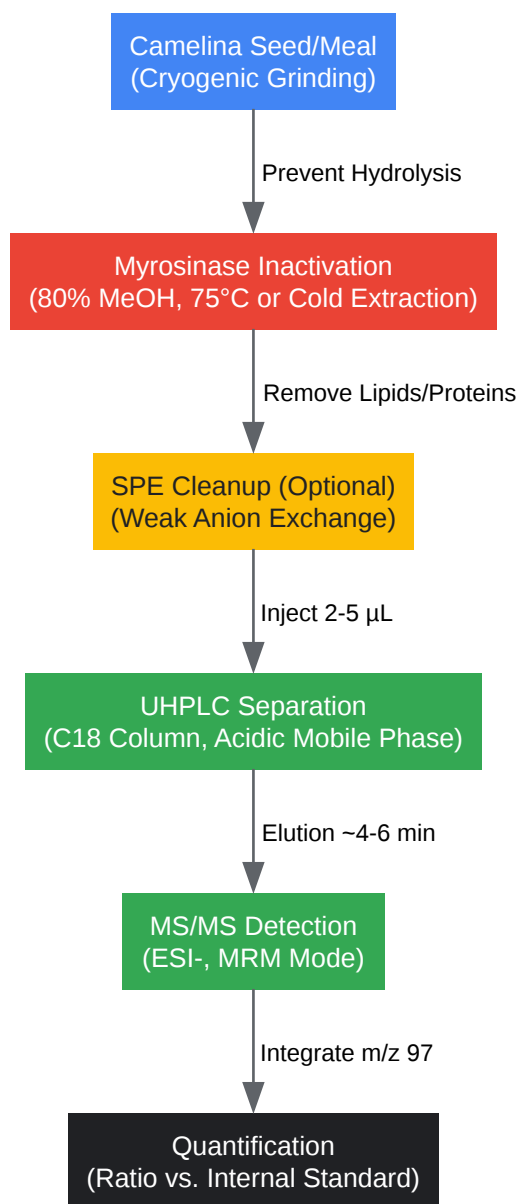 Camelina Seed/Meal
(Cryogenic Grinding)
Prevent Hydrolysis
Myrosinase Inactivation
(80% MeOH, 75°C or Cold Extraction)
Remove Lipids/Proteins
SPE Cleanup (Optional)
(Weak Anion Exchange)
Inject 2-5 µL
UHPLC Separation
(C18 Column, Acidic Mobile Phase)
Elution ~4-6 min
MS/MS Detection
(ESI-, MRM Mode)
Integrate m/z 97
Quantification
(Ratio vs. Internal Standard)